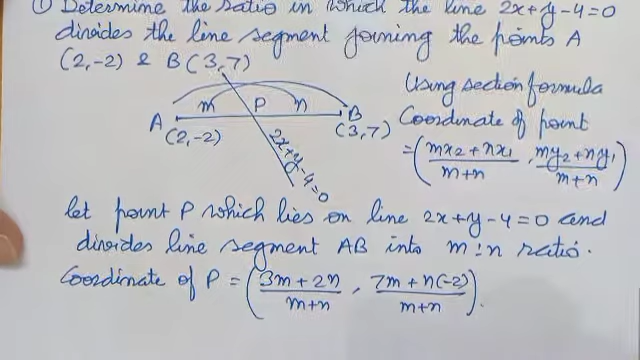 ① Determine the ratio in which the line 2x+y-4=0
divides the line segment joining the points A
(2,-2) & B(3,7)
Using section formula
m P n
A B Coordinate of point
(2,-2) (3,7)
= (mx₂+nx₁/m+n , my₂+ny₁/m+n)
2x+y-4=0
let point P which lies on line 2x+y-4=0 and
divides line segment AB into m:n ratio.
Coordinate of P = (3m+2n/m+n , 7m+n(-2)/m+n).